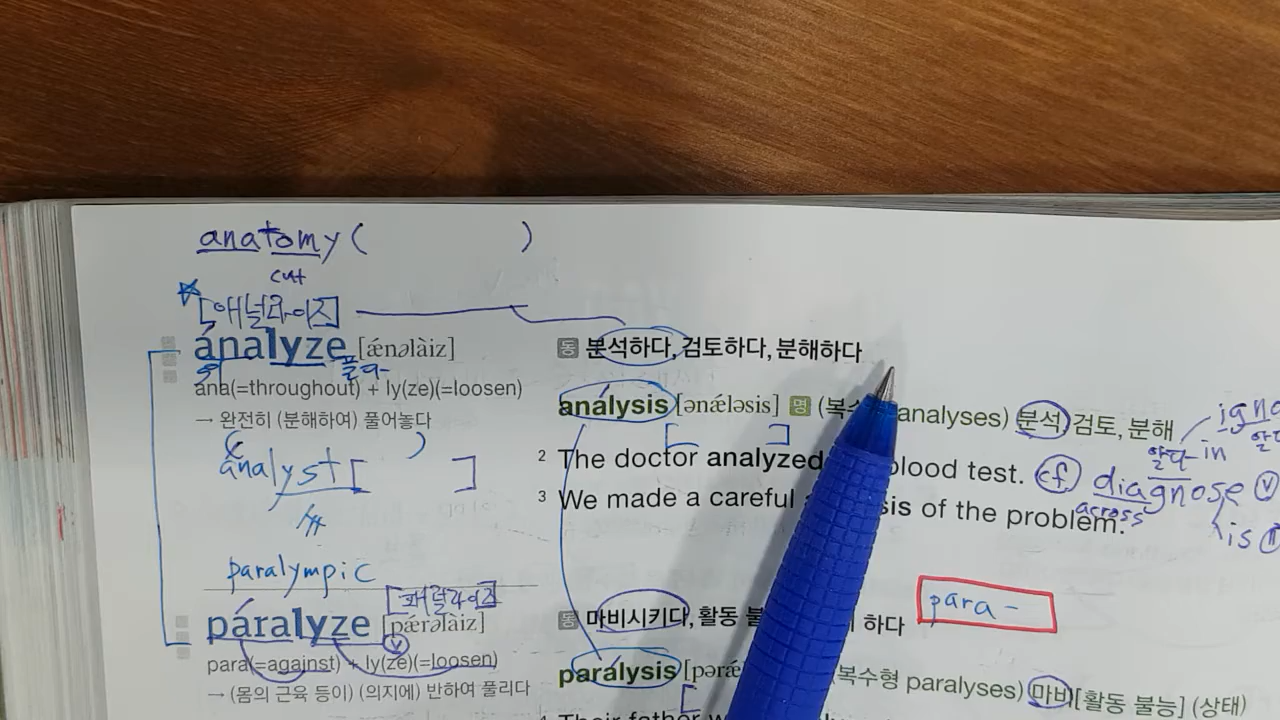 anatomy ( )
cut
[애널라이즈]
ánalyze [ǽnəlàiz] 동 분석하다, 검토하다, 분해하다
풀다
ana(=throughout) + ly(ze)(=loosen) análysis [ənǽləsis] 명 (복수 analyses) 분석, 검토, 분해
→ 완전히 (분해하여) 풀어놓다
( )
analyst [ ]
2 The doctor analyzed blood test.
cf) diagnose ⓥ
알다 in
across
is ⓝ
3 We made a careful sis of the problem.
paralympic
[패럴라이즈]
páralyze [pǽrəlàiz] 동 마비시키다, 활동 하다
ⓥ
para-
para(=against) + ly(ze)(=loosen) parálysis 복수형 paralyses) 마비[활동 불능] (상태)
→ (몸의 근육 등이) (의지에) 반하여 풀리다
Their father